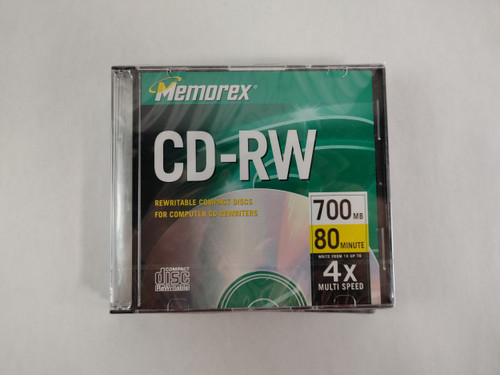 Memorex®
CD-RW
REWRITABLE COMPACT DISCS
FOR COMPUTER CD REWRITERS
700 MB
80 MINUTE
WRITE FROM 1X UP TO
4X
MULTI SPEED
COMPACT
disc
ReWritable